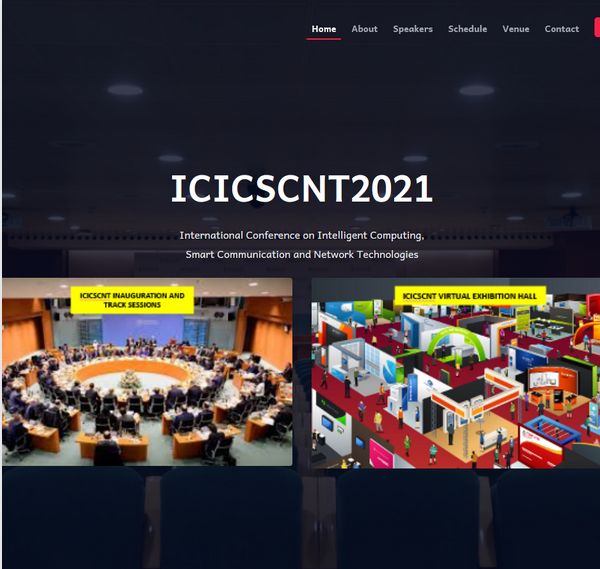 Home About Speakers Schedule Venue Contact
ICICSCNT2021
International Conference on Intelligent Computing,
Smart Communication and Network Technologies
ICICSCNT INAUGURATION AND
TRACK SESSIONS
ICICSCNT VIRTUAL EXHIBITION HALL